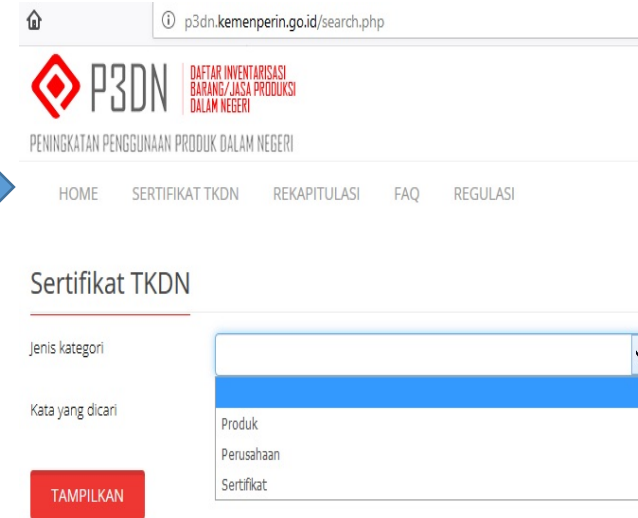 p3dn.kemenperin.go.id/search.php
P3DN
DAFTAR INVENTARISASI
BARANG/JASA PRODUKSI
DALAM NEGERI
PENINGKATAN PENGGUNAAN PRODUK DALAM NEGERI
HOME SERTIFIKAT TKDN REKAPITULASI FAQ REGULASI
Sertifikat TKDN
Jenis kategori
Kata yang dicari
Produk
Perusahaan
Sertifikat
TAMPILKAN